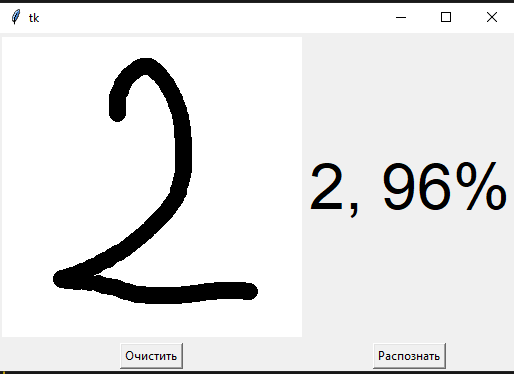 tk
2
2, 96%
Очистить
Распознать